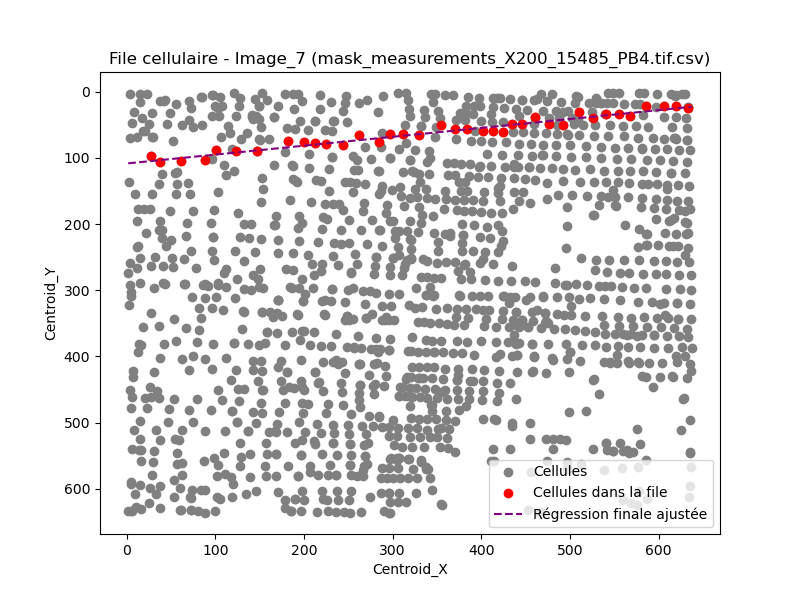 File cellulaire - Image_7 (mask_measurements_X200_15485_PB4.tif.csv)
0
100
200
300
400
500
600
Centroid_Y
0
100
200
300
400
500
600
Centroid_X
Cellules
Cellules dans la file
Régression finale ajustée